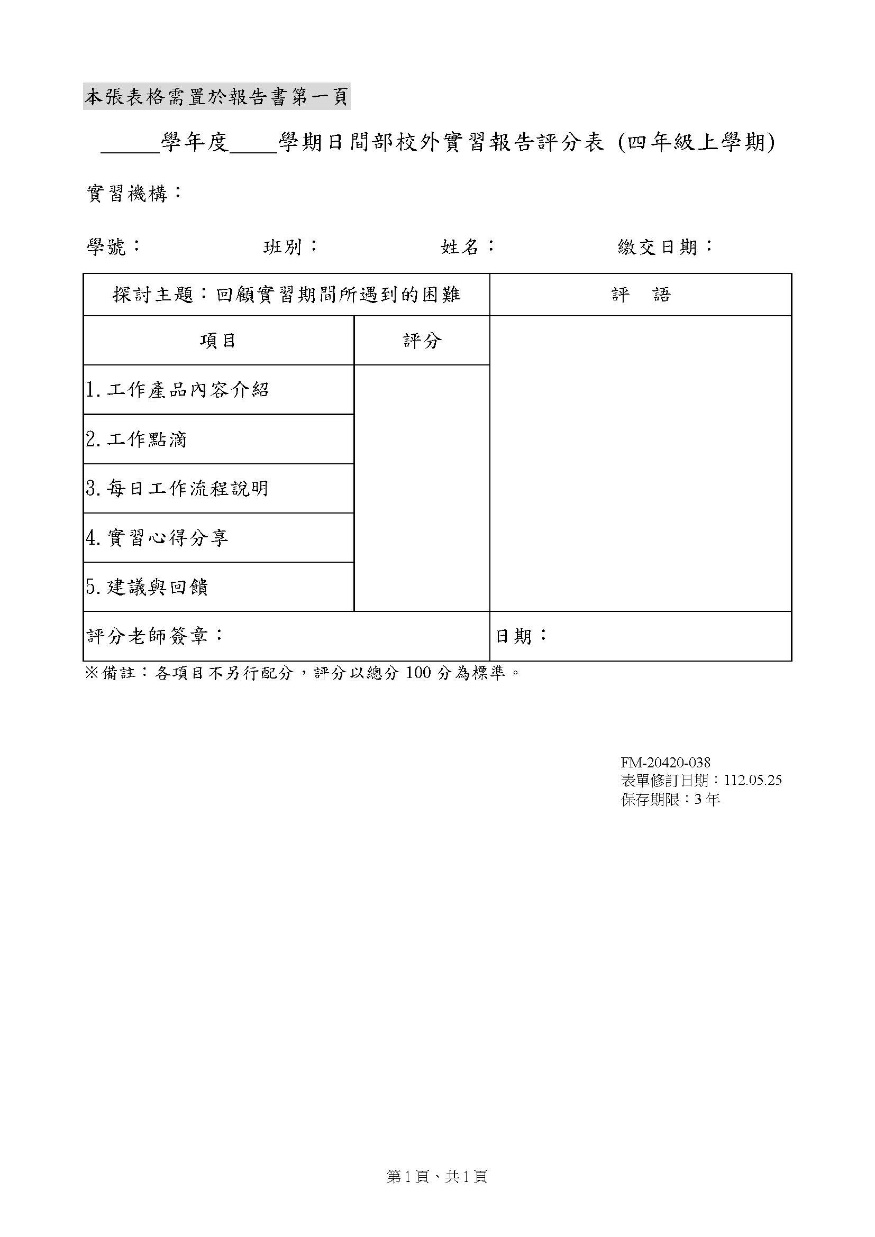 本張表格需置於報告書第一頁
_____學年度____學期日間部校外實習報告評分表 (四年級上學期)
實習機構：
學號： 班別： 姓名： 繳交日期：
探討主題：回顧實習期間所遇到的困難 評 語
項目 評分
1.工作產品內容介紹
2.工作點滴
3.每日工作流程說明
4.實習心得分享
5.建議與回饋
評分老師簽章： 日期：
※備註：各項目不另行配分，評分以總分 100 分為標準。
FM-20420-038
表單修訂日期：112.05.25
保存期限：3 年
第 1 頁、共 1 頁